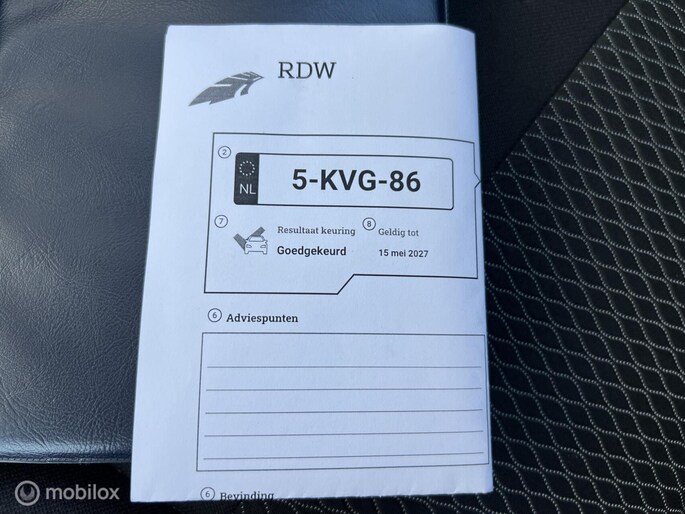 RDW
2
NL
5-KVG-86
7
Resultaat keuring
Goedgekeurd
8
Geldig tot
15 mei 2027
6 Adviespunten
6 Bevinding
mobilox